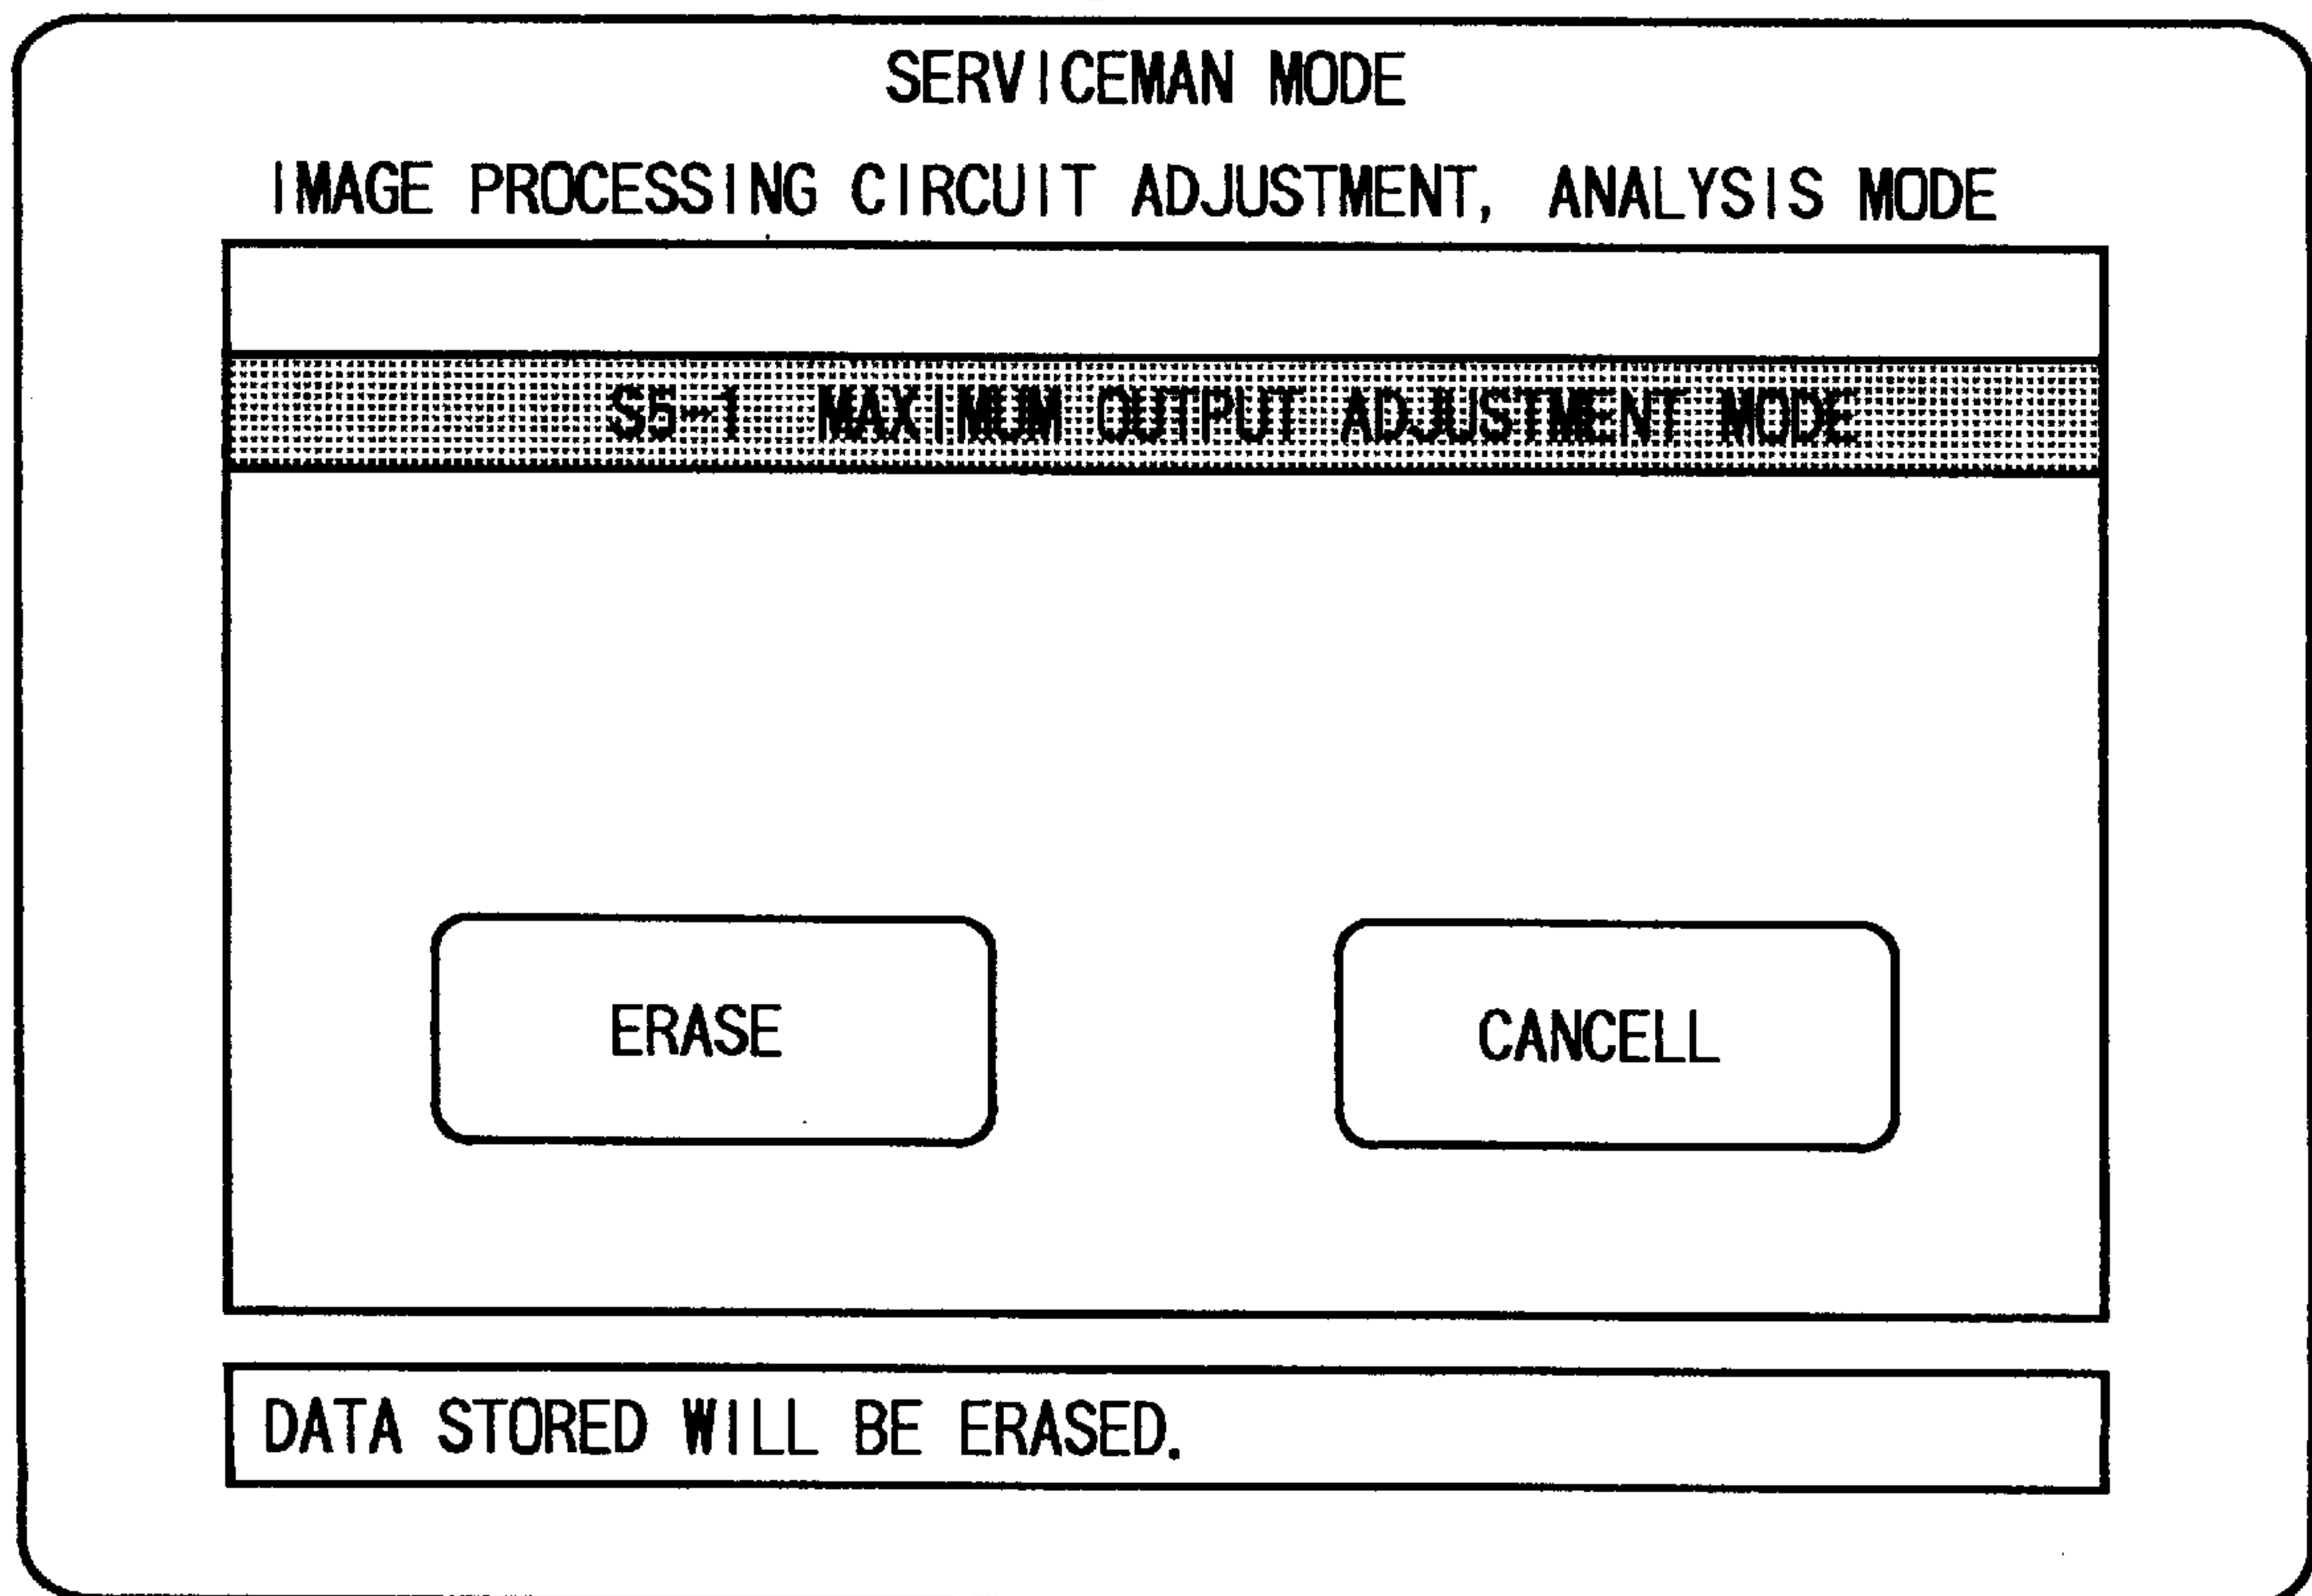 SERVICEMAN MODE
IMAGE PROCESSING CIRCUIT ADJUSTMENT, ANALYSIS MODE
S5-1 MAXIMUM OUTPUT ADJUSTMENT MODE
ERASE CANCELL
DATA STORED WILL BE ERASED.